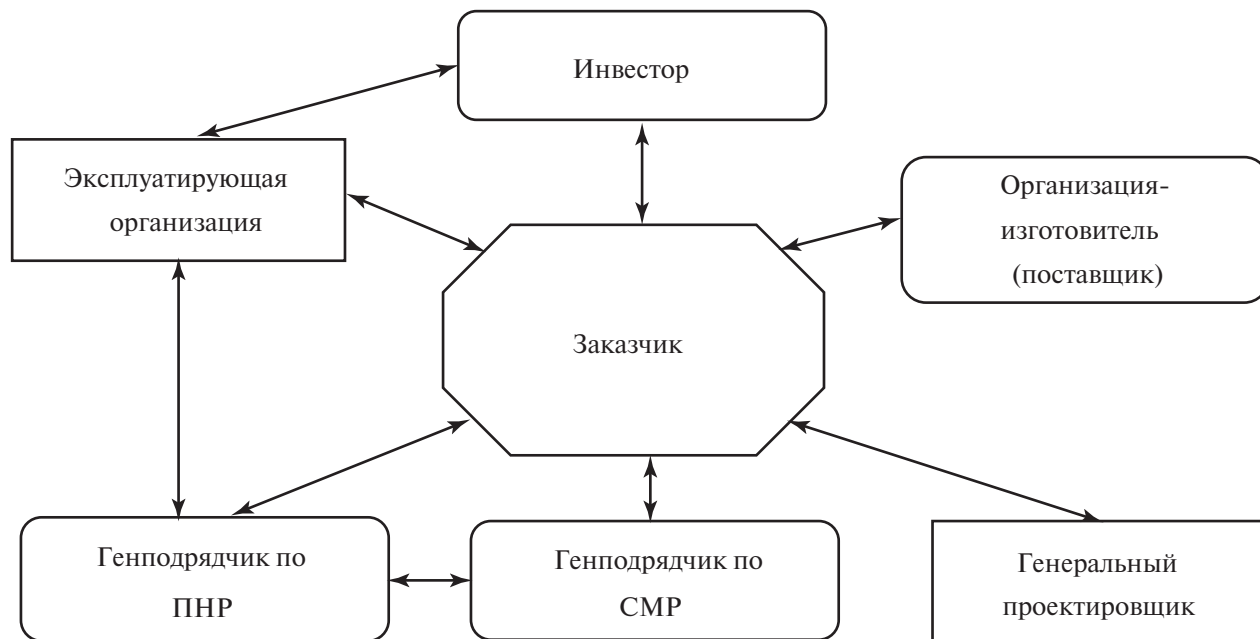 Инвестор
Эксплуатирующая
организация
Организация-
изготовитель
(поставщик)
Заказчик
Генподрядчик по
ПНР
Генподрядчик по
СМР
Генеральный
проектировщик